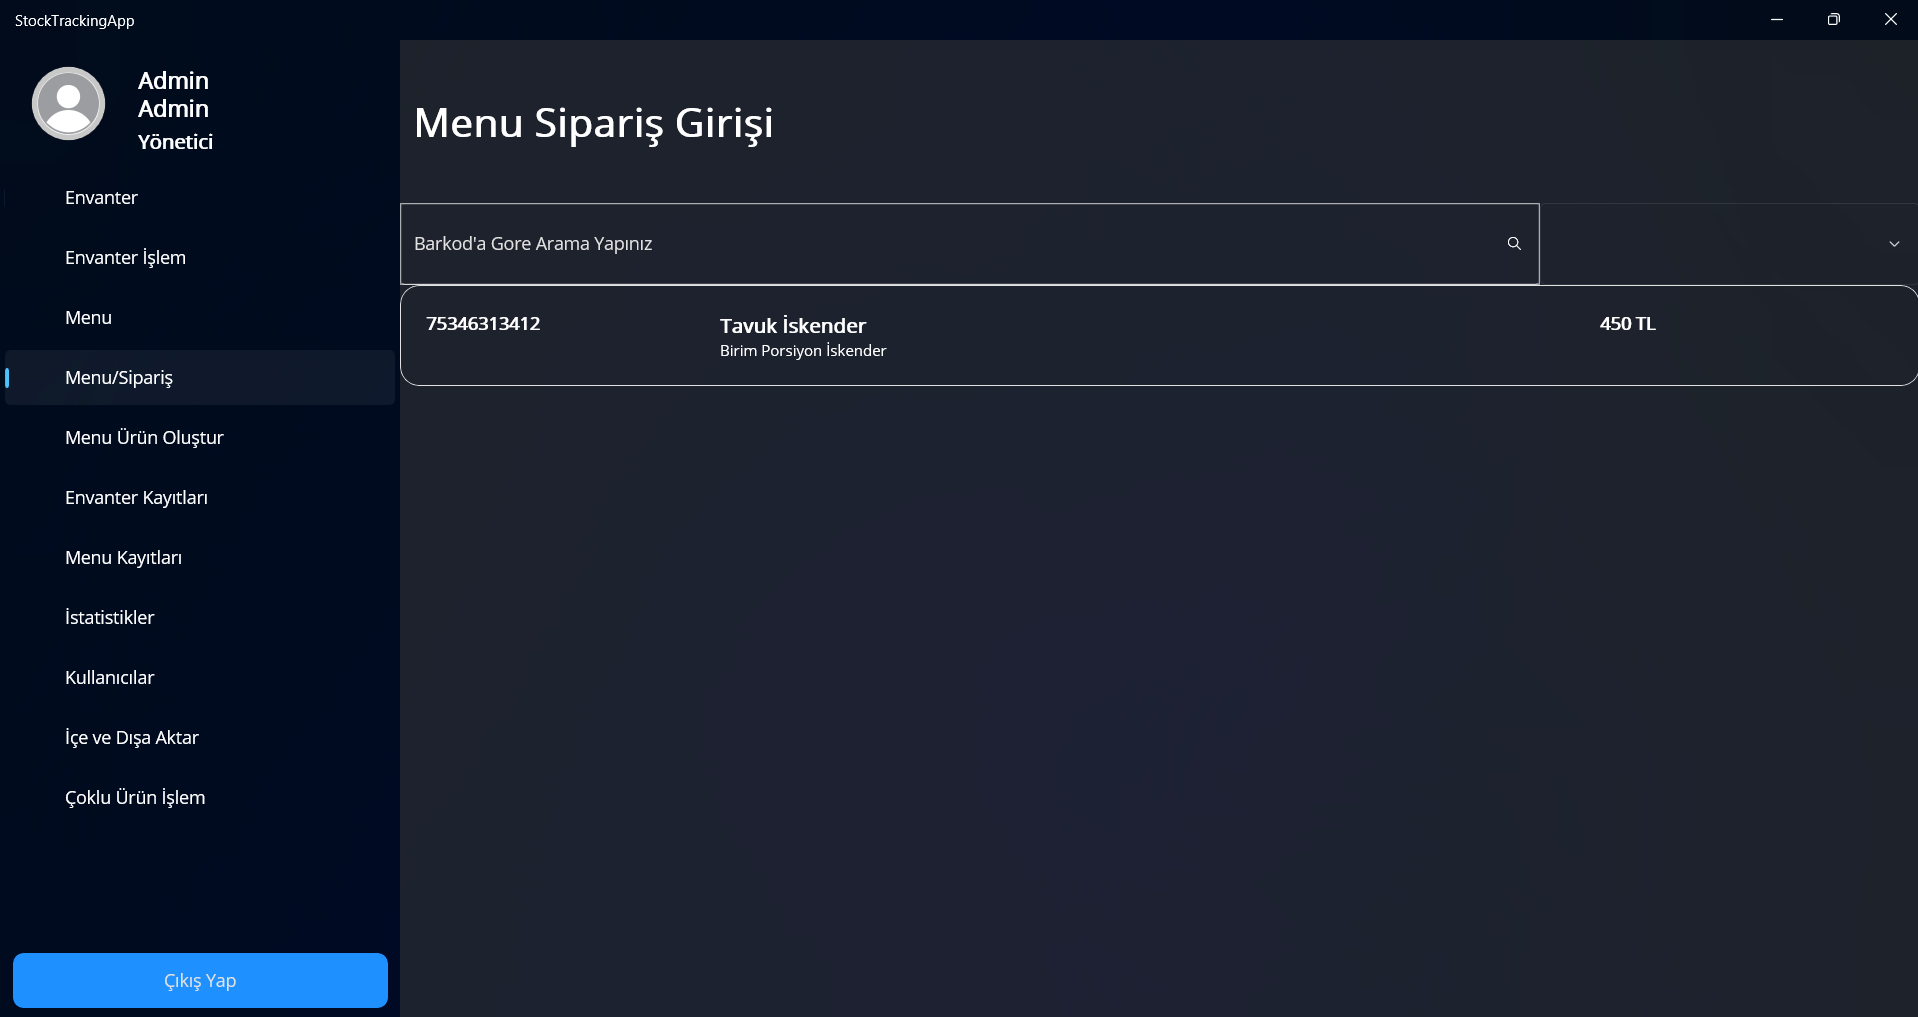 StockTrackingApp
Admin
Admin
Yönetici
Envanter
Envanter İşlem
Menu
Menu/Sipariş
Menu Ürün Oluştur
Envanter Kayıtları
Menu Kayıtları
İstatistikler
Kullanıcılar
İçe ve Dışa Aktar
Çoklu Ürün İşlem
Çıkış Yap
Menu Sipariş Girişi
Barkod'a Gore Arama Yapınız
75346313412
Tavuk İskender
450 TL
Birim Porsiyon İskender